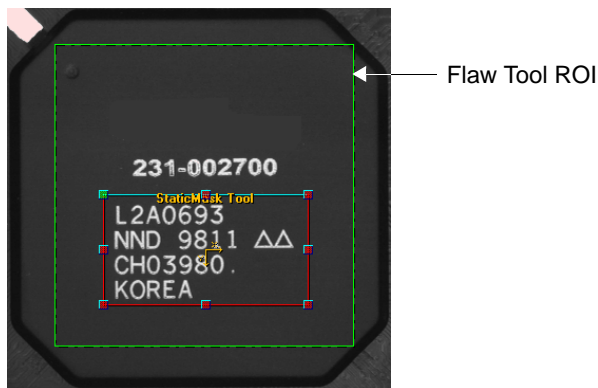 Flaw Tool ROI
231-002700
StaticMask Tool
L2A0693
NND 9811 ΔΔ
CH03980.
KOREA